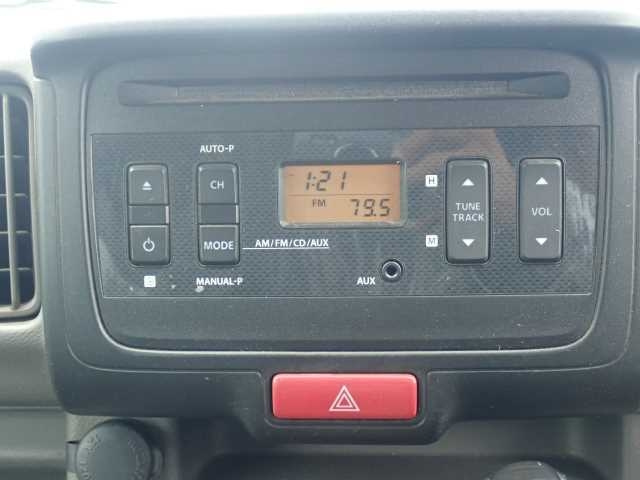 AUTO-P
CH
MODE
AM/FM/CD/AUX
MANUAL-P
1:21
FM 79.5
AUX
H
M
TUNE
TRACK
VOL